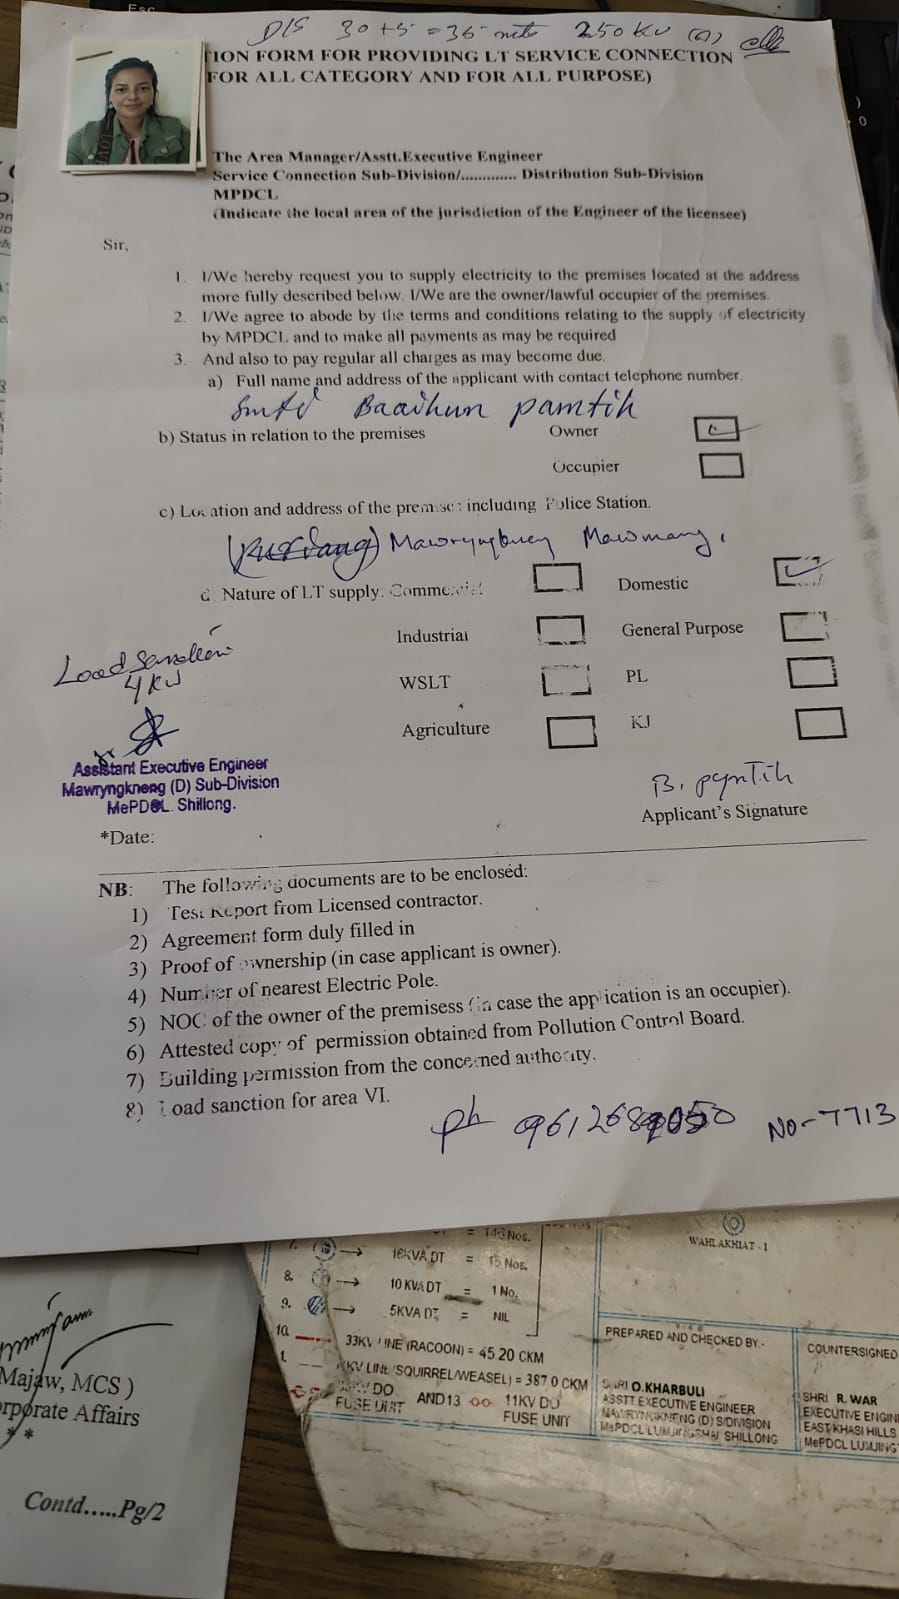 Esc
D/S 30+5 = 35 mts 250 KV (A)
TION FORM FOR PROVIDING LT SERVICE CONNECTION
FOR ALL CATEGORY AND FOR ALL PURPOSE)
The Area Manager/Asstt.Executive Engineer
Service Connection Sub-Division/............. Distribution Sub-Division
MPDCL
(Indicate the local area of the jurisdiction of the Engineer of the licensee)
Sir,
1. I/We hereby request you to supply electricity to the premises located at the address
more fully described below. I/We are the owner/lawful occupier of the premises.
2. I/We agree to abode by the terms and conditions relating to the supply of electricity
by MPDCL and to make all payments as may be required
3. And also to pay regular all charges as may become due.
a) Full name and address of the applicant with contact telephone number.
b) Status in relation to the premises Owner
Occupier
c) Location and address of the premises including Police Station.
Mawryngkneng Mawmang,
d. Nature of LT supply. Commercial Domestic
Industrial General Purpose
WSLT PL
Agriculture KJ
Load Sanction
4 KW
Assistant Executive Engineer
Mawryngkneng (D) Sub-Division
MePDCL. Shillong.
B. pyntih
Applicant's Signature
*Date:
NB: The following documents are to be enclosed:
1) Test Report from Licensed contractor.
2) Agreement form duly filled in
3) Proof of ownership (in case applicant is owner).
4) Number of nearest Electric Pole.
5) NOC of the owner of the premisess (in case the application is an occupier).
6) Attested copy of permission obtained from Pollution Control Board.
7) Building permission from the concerned authority.
8) Load sanction for area VI.
ph No-7713
WAHLAKHIAT - 1
16KVA DT = 15 Nos.
8. 10 KVA DT = 1 No.
9. 5KVA DT = NIL
10. 33KV LINE (RACOON) = 45.20 CKM
KV LINE (SQUIRREL/WEASEL) = 387.0 CKM
DO FUSE UNIT AND 13 11KV DO FUSE UNIT
PREPARED AND CHECKED BY -
SHRI O.KHARBULI
ASSTT EXECUTIVE ENGINEER
MAWRYNGKNENG (D) S/DIVISION
MePDCL LUMJINGSHAI SHILLONG
COUNTERSIGNED
SHRI R. WAR
EXECUTIVE ENGIN
EAST KHASI HILLS
MePDCL LUMJING
Majaw, MCS )
orporate Affairs
* *
Contd.....Pg/2